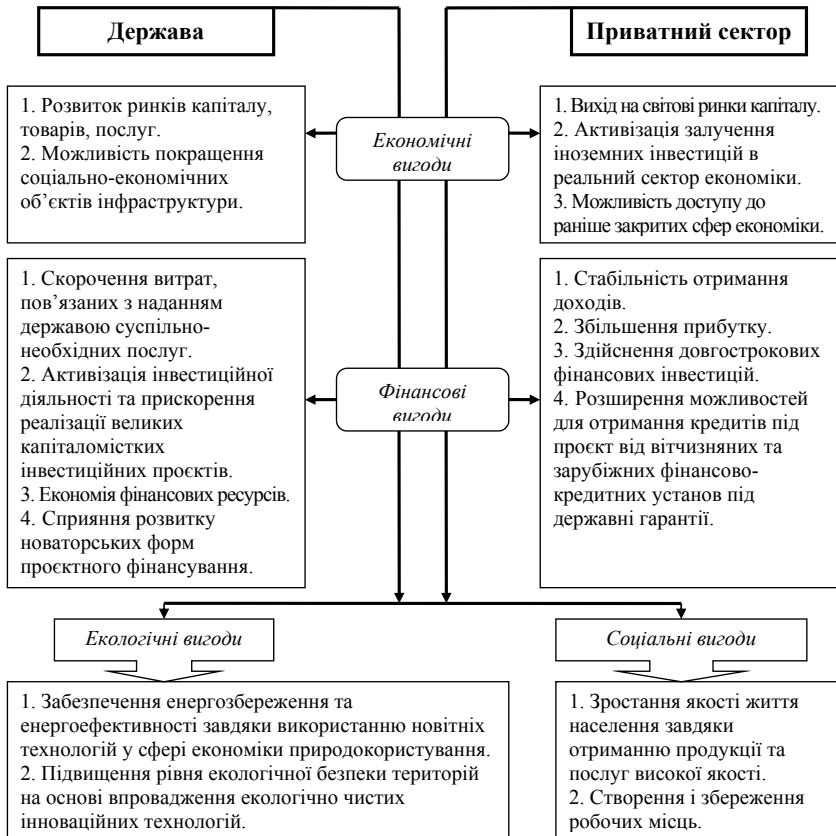 Держава
Приватний сектор
1. Розвиток ринків капіталу,
товарів, послуг.
2. Можливість покращення
соціально-економічних
об’єктів інфраструктури.
Економічні
вигоди
1. Вихід на світові ринки капіталу.
2. Активізація залучення
іноземних інвестицій в
реальний сектор економіки.
3. Можливість доступу до
раніше закритих сфер економіки.
1. Скорочення витрат,
пов’язаних з наданням
державою суспільно-
необхідних послуг.
2. Активізація інвестиційної
діяльності та прискорення
реалізації великих
капіталомістких
інвестиційних проєктів.
3. Економія фінансових ресурсів.
4. Сприяння розвитку
новаторських форм
проєктного фінансування.
Фінансові
вигоди
1. Стабільність отримання
доходів.
2. Збільшення прибутку.
3. Здійснення довгострокових
фінансових інвестицій.
4. Розширення можливостей
для отримання кредитів під
проєкт від вітчизняних та
зарубіжних фінансово-
кредитних установ під
державні гарантії.
Екологічні вигоди
Соціальні вигоди
1. Забезпечення енергозбереження та
енергоефективності завдяки використанню новітніх
технологій у сфері економіки природокористування.
2. Підвищення рівня екологічної безпеки територій
на основі впровадження екологічно чистих
інноваційних технологій.
1. Зростання якості життя
населення завдяки
отриманню продукції та
послуг високої якості.
2. Створення і збереження
робочих місць.